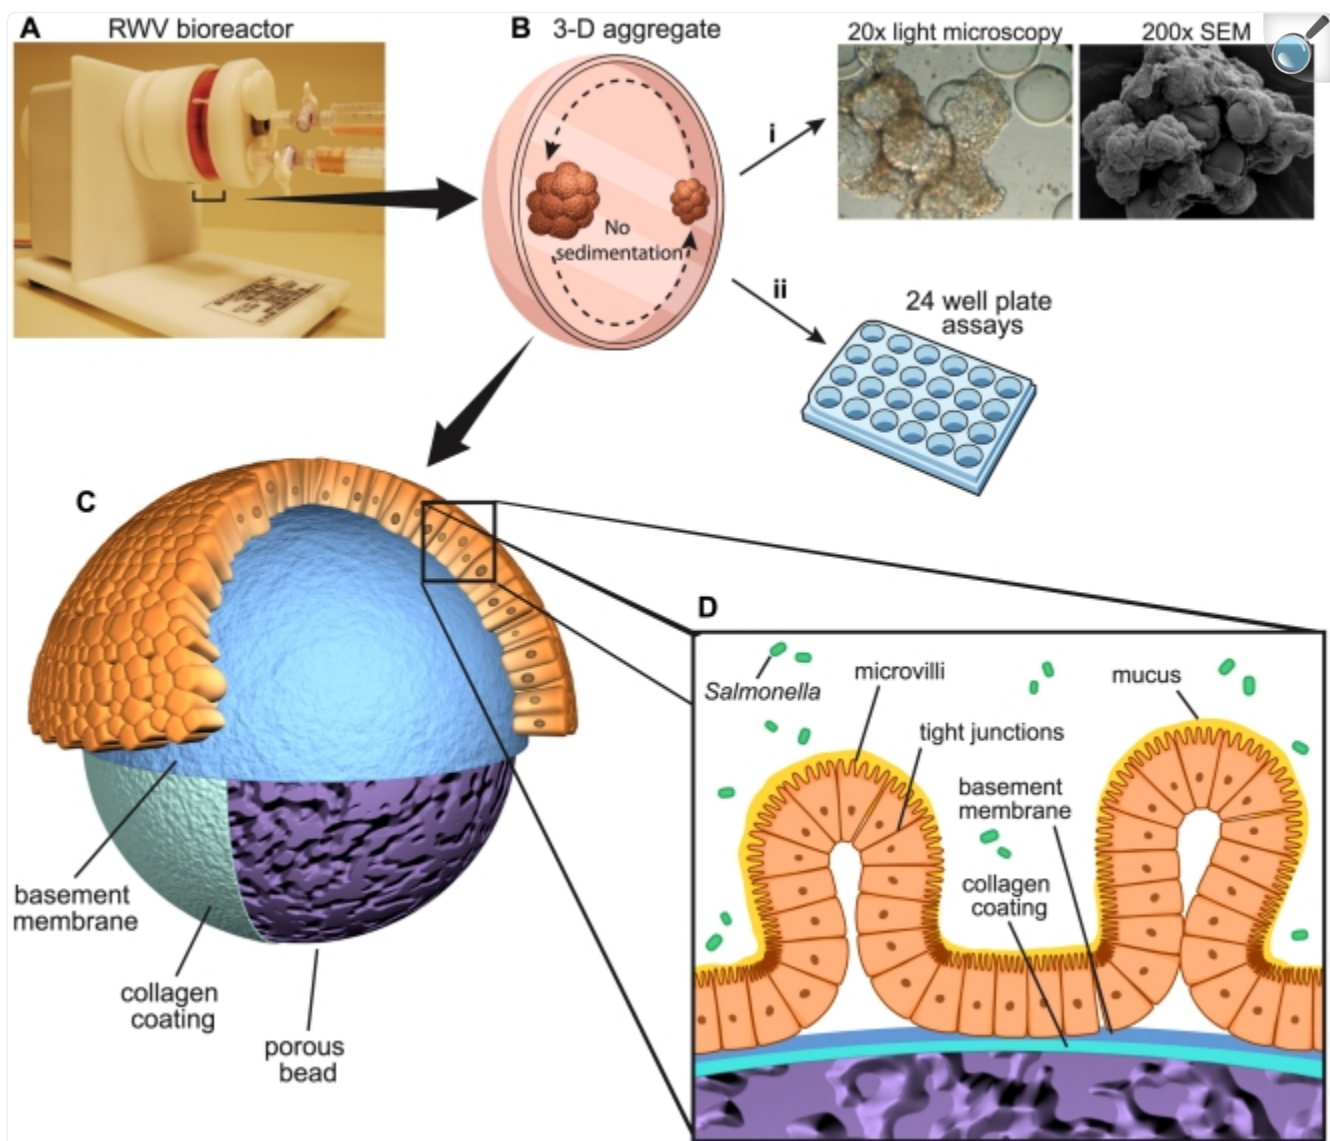 A
RWV bioreactor
B
3-D aggregate
No
sedimentation
i
20x light microscopy
200x SEM
ii
24 well plate
assays
C
basement
membrane
collagen
coating
porous
bead
D
Salmonella
microvilli
mucus
tight junctions
basement
membrane
collagen
coating